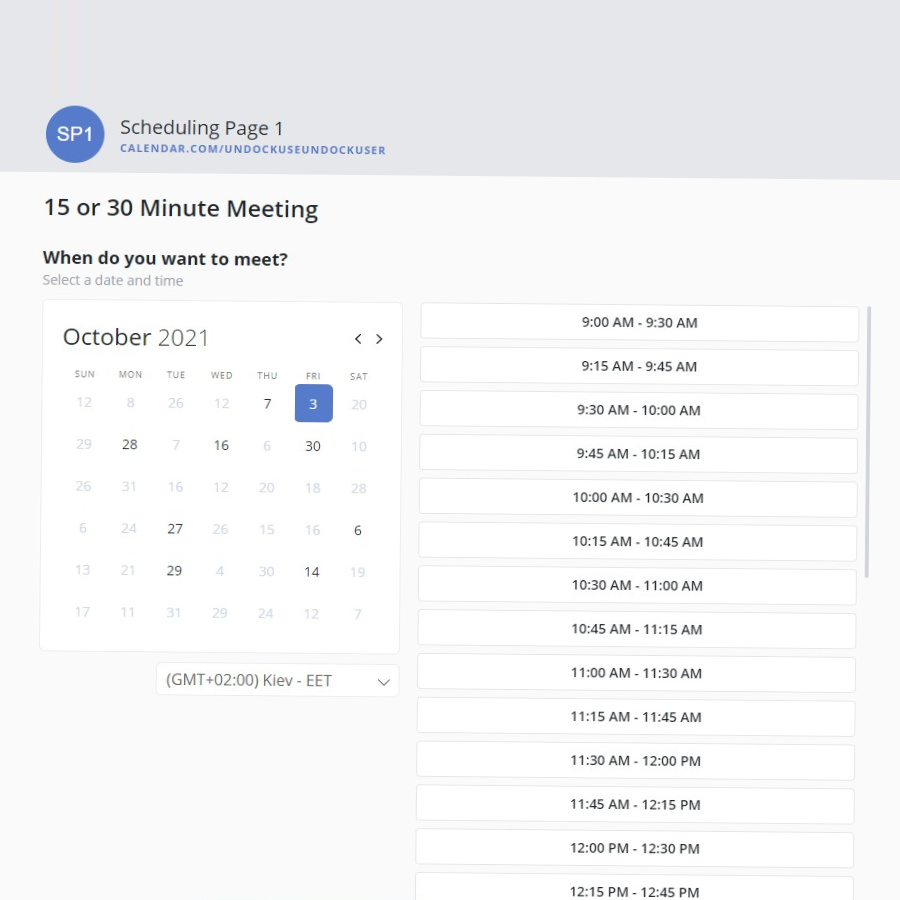 SP1
Scheduling Page 1
CALENDAR.COM/UNDOCKUSEUNDOCKUSER
15 or 30 Minute Meeting
When do you want to meet?
Select a date and time
October 2021
SUN MON TUE WED THU FRI SAT
12 8 26 12 7 3 20
29 28 7 16 6 30 10
26 31 16 12 20 18 28
6 24 27 26 15 16 6
13 21 29 4 30 14 19
17 11 31 29 24 12 7
(GMT+02:00) Kiev - EET
9:00 AM - 9:30 AM
9:15 AM - 9:45 AM
9:30 AM - 10:00 AM
9:45 AM - 10:15 AM
10:00 AM - 10:30 AM
10:15 AM - 10:45 AM
10:30 AM - 11:00 AM
10:45 AM - 11:15 AM
11:00 AM - 11:30 AM
11:15 AM - 11:45 AM
11:30 AM - 12:00 PM
11:45 AM - 12:15 PM
12:00 PM - 12:30 PM
12:15 PM - 12:45 PM